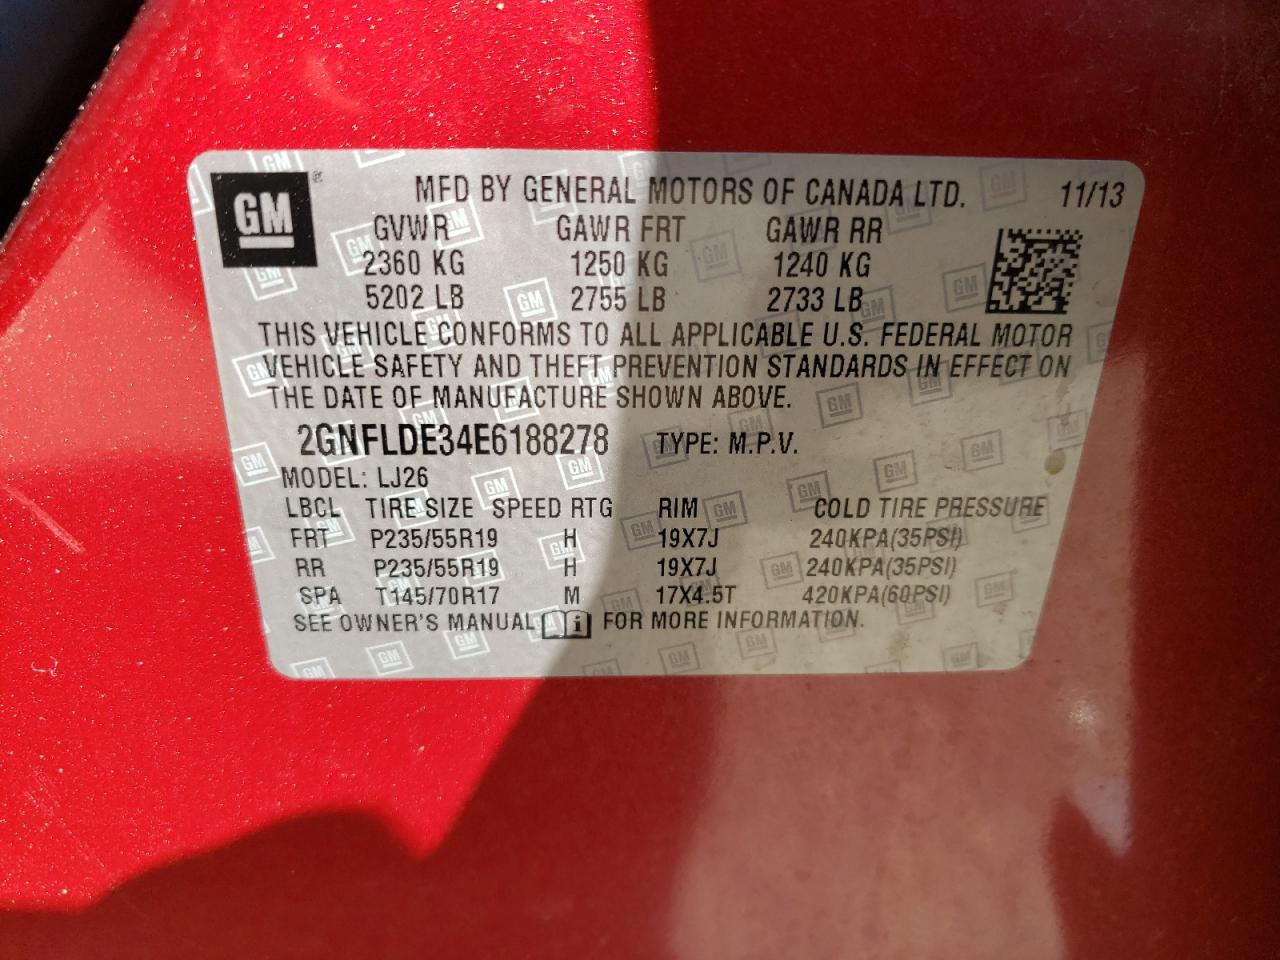 GM ®
MFD BY GENERAL MOTORS OF CANADA LTD. 11/13
GVWR GAWR FRT GAWR RR
2360 KG 1250 KG 1240 KG
5202 LB 2755 LB 2733 LB
THIS VEHICLE CONFORMS TO ALL APPLICABLE U.S. FEDERAL MOTOR
VEHICLE SAFETY AND THEFT PREVENTION STANDARDS IN EFFECT ON
THE DATE OF MANUFACTURE SHOWN ABOVE.
2GNFLDE34E6188278 TYPE: M.P.V.
MODEL: LJ26
LBCL TIRE SIZE SPEED RTG RIM COLD TIRE PRESSURE
FRT P235/55R19 H 19X7J 240KPA(35PSI)
RR P235/55R19 H 19X7J 240KPA(35PSI)
SPA T145/70R17 M 17X4.5T 420KPA(60PSI)
SEE OWNER'S MANUAL i FOR MORE INFORMATION.